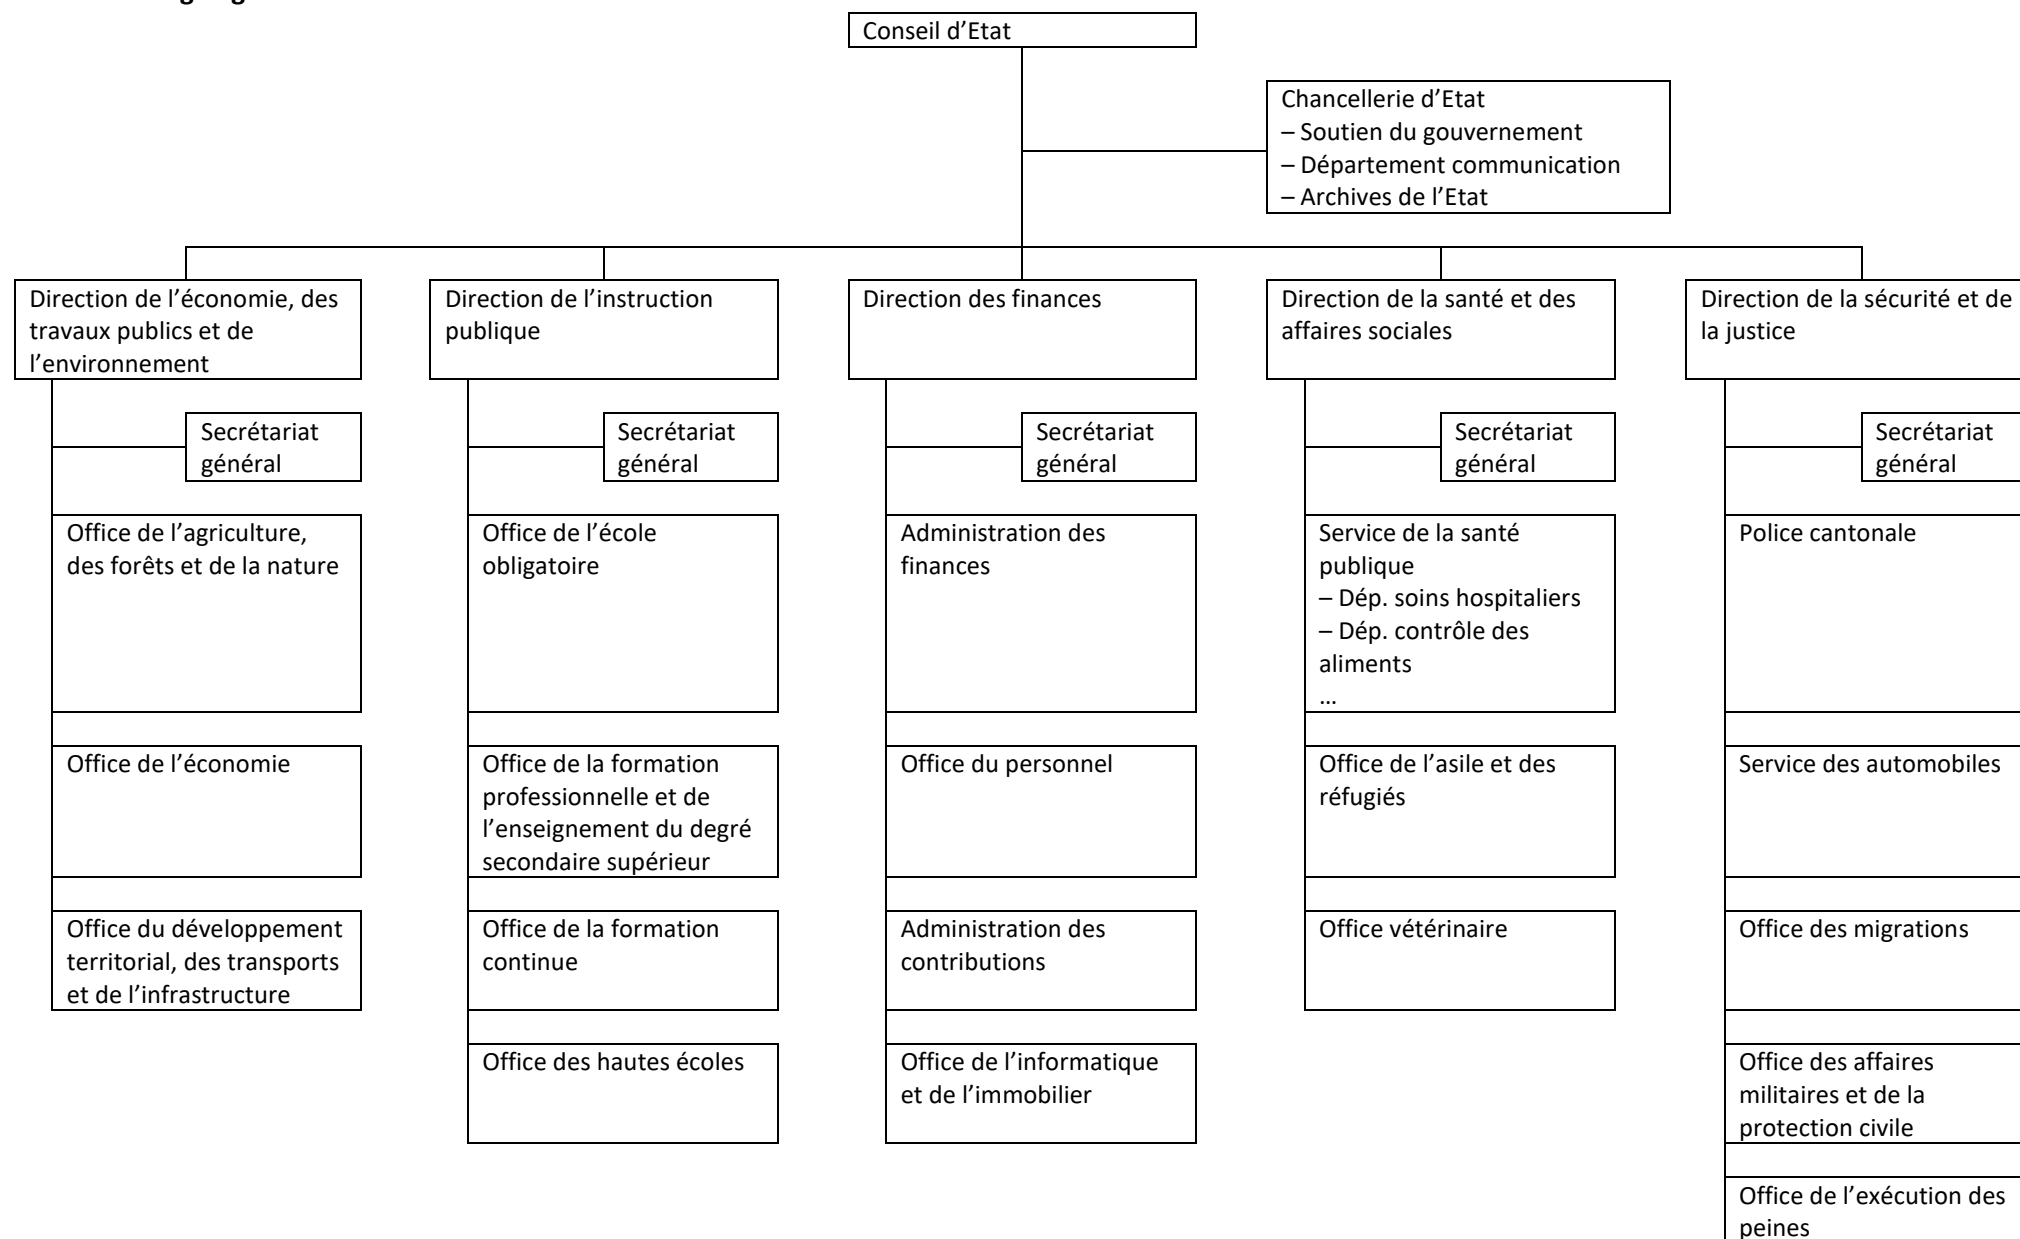 Conseil d’Etat
Chancellerie d’Etat
– Soutien du gouvernement
– Département communication
– Archives de l’Etat
Direction de l’économie, des
travaux publics et de
l’environnement
Secrétariat
général
Office de l’agriculture,
des forêts et de la nature
Office de l’économie
Office du développement
territorial, des transports
et de l’infrastructure
Direction de l’instruction
publique
Secrétariat
général
Office de l’école
obligatoire
Office de la formation
professionnelle et de
l’enseignement du degré
secondaire supérieur
Office de la formation
continue
Office des hautes écoles
Direction des finances
Secrétariat
général
Administration des
finances
Office du personnel
Administration des
contributions
Office de l’informatique
et de l’immobilier
Direction de la santé et des
affaires sociales
Secrétariat
général
Service de la santé
publique
– Dép. soins hospitaliers
– Dép. contrôle des
aliments
…
Office de l’asile et des
réfugiés
Office vétérinaire
Direction de la sécurité et de
la justice
Secrétariat
général
Police cantonale
Service des automobiles
Office des migrations
Office des affaires
militaires et de la
protection civile
Office de l’exécution des
peines